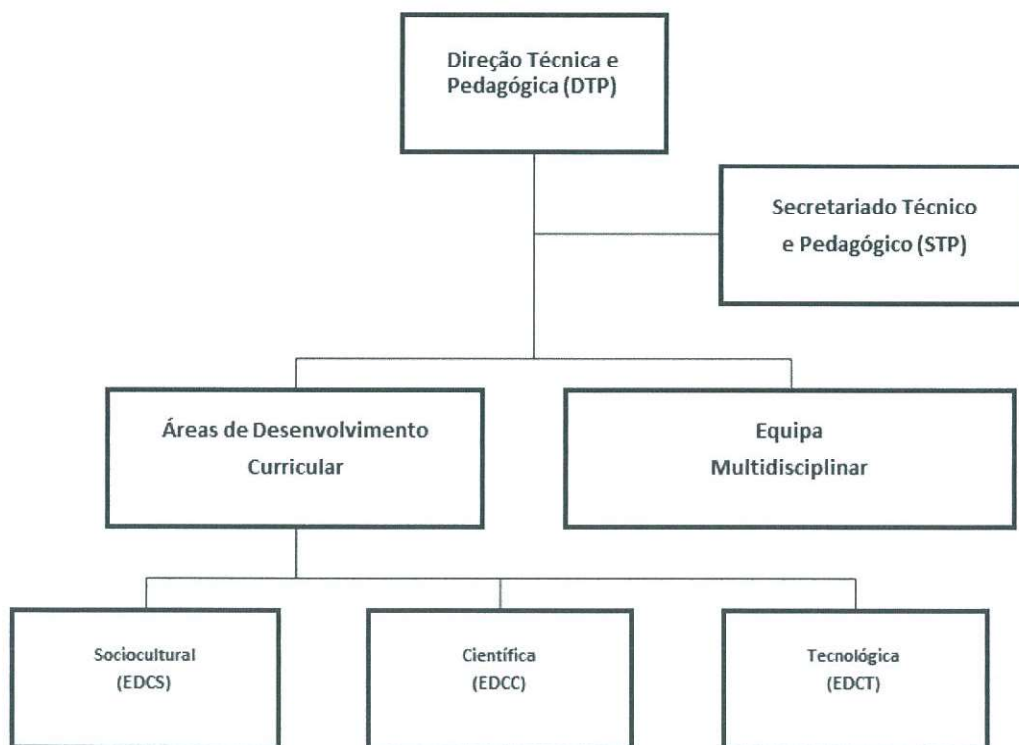 Direção Técnica e
Pedagógica (DTP)
Secretariado Técnico
e Pedagógico (STP)
Áreas de Desenvolvimento
Curricular
Equipa
Multidisciplinar
Sociocultural
(EDCS)
Científica
(EDCC)
Tecnológica
(EDCT)